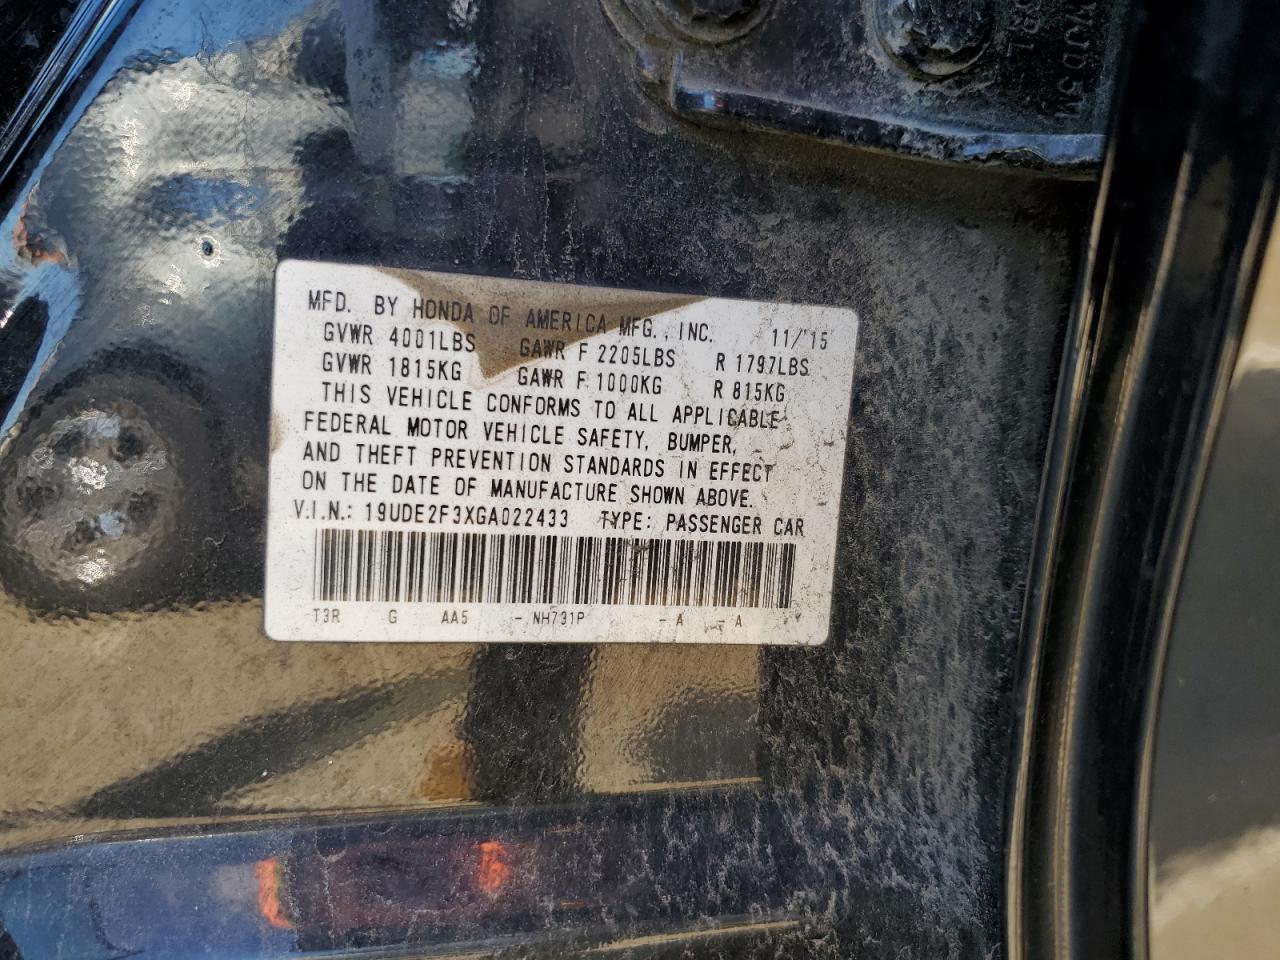 MFD. BY HONDA OF AMERICA MFG., INC. 11/15
GVWR 4001LBS GAWR F 2205LBS R 1797LBS
GVWR 1815KG GAWR F 1000KG R 815KG
THIS VEHICLE CONFORMS TO ALL APPLICABLE
FEDERAL MOTOR VEHICLE SAFETY, BUMPER,
AND THEFT PREVENTION STANDARDS IN EFFECT
ON THE DATE OF MANUFACTURE SHOWN ABOVE.
V.I.N.: 19UDE2F3XGA022433 TYPE: PASSENGER CAR
T3R G AA5 - NH731P - A - A